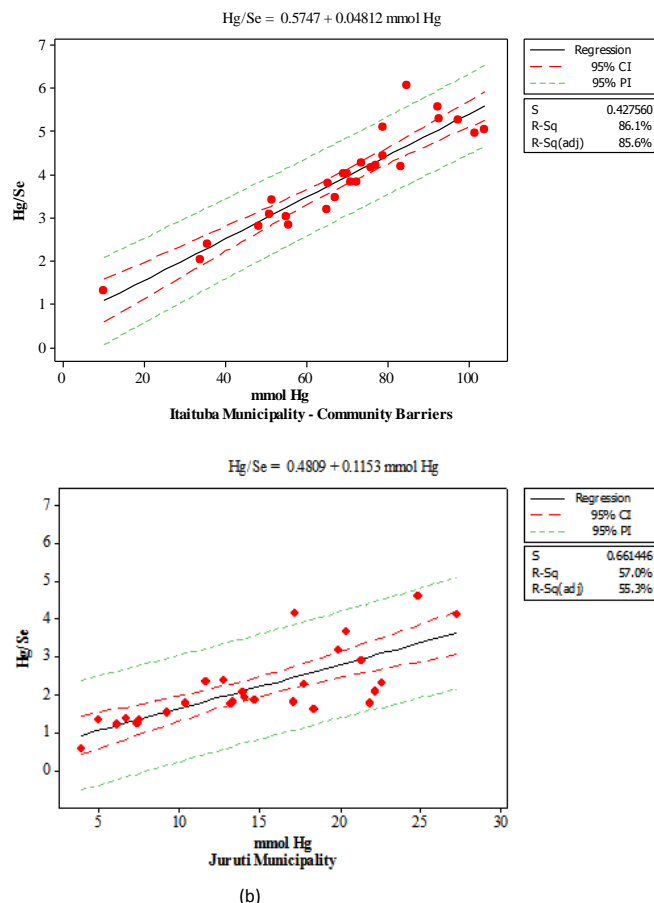 Hg/Se = 0.5747 + 0.04812 mmol Hg
7
6
5
4
3
2
1
0
Hg/Se
0 20 40 60 80 100
mmol Hg
Itaituba Municipality - Community Barriers
Regression
95% CI
95% PI
S 0.427560
R-Sq 86.1%
R-Sq(adj) 85.6%
Hg/Se = 0.4809 + 0.1153 mmol Hg
7
6
5
4
3
2
1
0
Hg/Se
5 10 15 20 25 30
mmol Hg
Juruti Municipality
Regression
95% CI
95% PI
S 0.661446
R-Sq 57.0%
R-Sq(adj) 55.3%
(b)